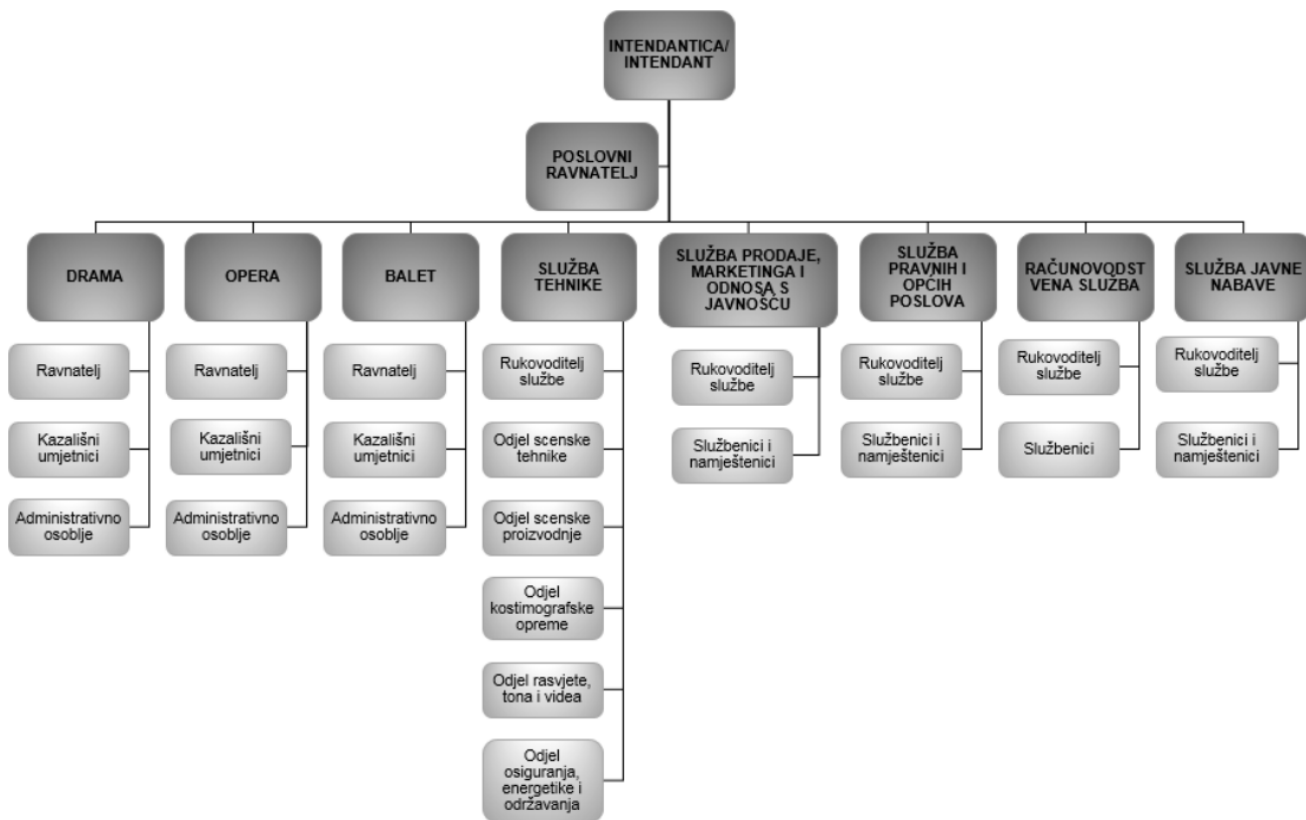 INTENDANTICA/
INTENDANT
POSLOVNI
RAVNATELJ
DRAMA
OPERA
BALET
SLUŽBA
TEHNIKE
SLUŽBA PRODAJE,
MARKETINGA I
ODNOSA S
JAVNOŠĆU
SLUŽBA
PRAVNIH I
OPĆIH
POSLOVA
RAČUNOVODST
VENA SLUŽBA
SLUŽBA JAVNE
NABAVE
Ravnatelj
Kazališni
umjetnici
Administrativno
osoblje
Ravnatelj
Kazališni
umjetnici
Administrativno
osoblje
Ravnatelj
Kazališni
umjetnici
Administrativno
osoblje
Rukovoditelj
službe
Odjel scenske
tehnike
Odjel scenske
proizvodnje
Odjel
kostimografske
opreme
Odjel rasvjete,
tona i videa
Odjel
osiguranja,
energetike i
održavanja
Rukovoditelj
službe
Službenici i
namještenici
Rukovoditelj
službe
Službenici i
namještenici
Rukovoditelj
službe
Službenici
Rukovoditelj
službe
Službenici i
namještenici